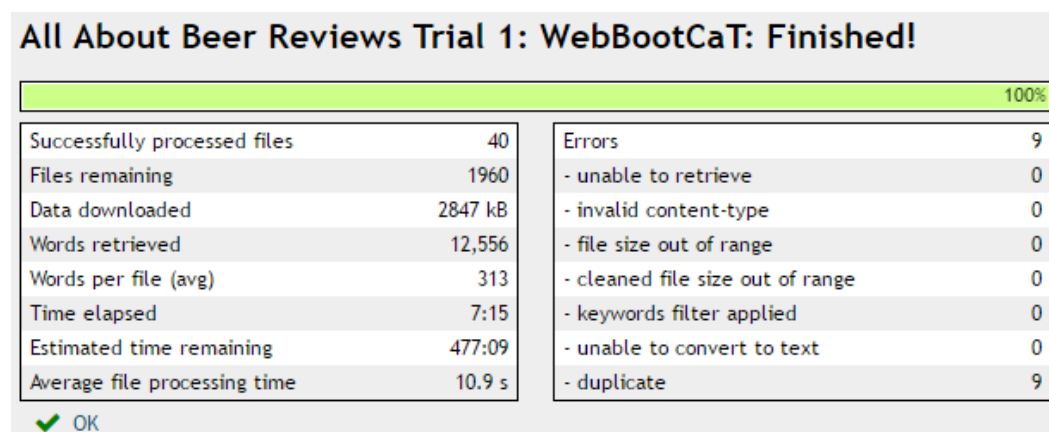 All About Beer Reviews Trial 1: WebBootCaT: Finished!
100%
Successfully processed files 40
Files remaining 1960
Data downloaded 2847 kB
Words retrieved 12,556
Words per file (avg) 313
Time elapsed 7:15
Estimated time remaining 477:09
Average file processing time 10.9 s
Errors 9
- unable to retrieve 0
- invalid content-type 0
- file size out of range 0
- cleaned file size out of range 0
- keywords filter applied 0
- unable to convert to text 0
- duplicate 9
OK